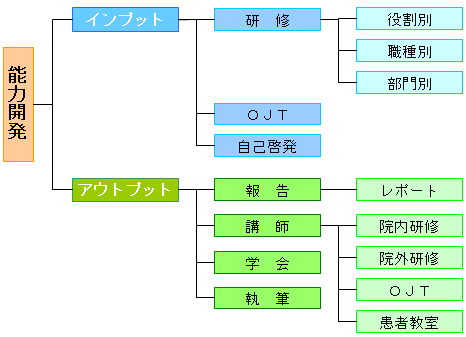 能力開発
インプット
研　修
役割別
職種別
部門別
ＯＪＴ
自己啓発
アウトプット
報　告
レポート
講　師
院内研修
院外研修
ＯＪＴ
患者教室
学　会
執　筆